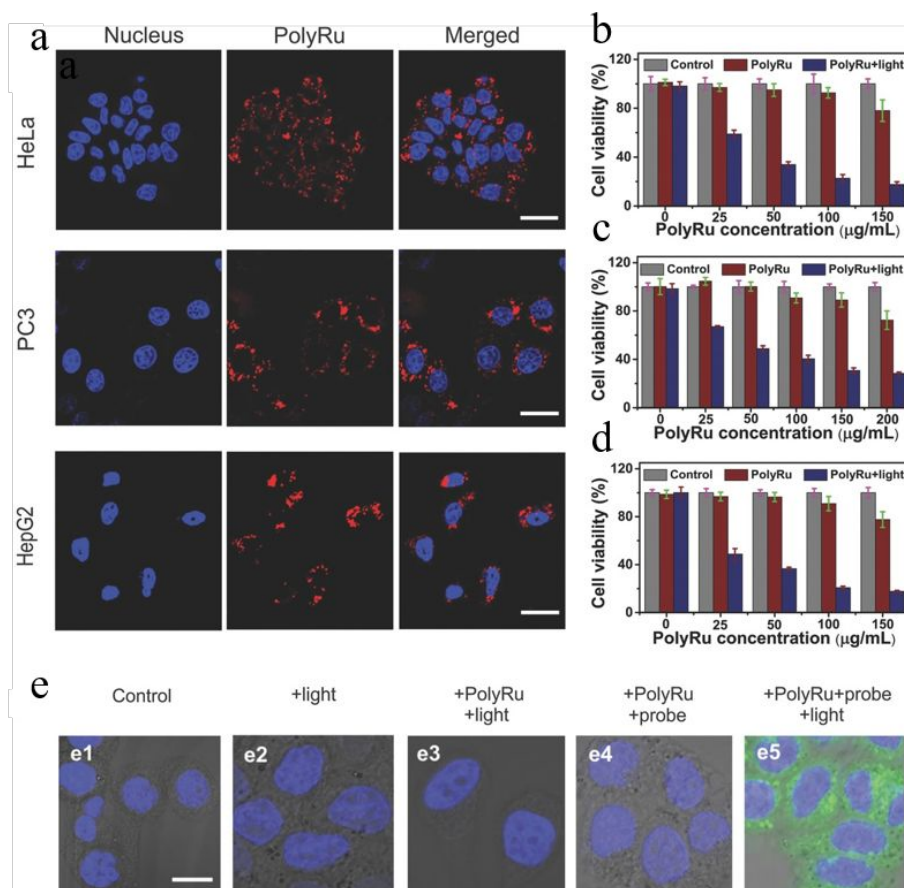 a
a
Nucleus PolyRu Merged
HeLa
PC3
HepG2
b
Control PolyRu PolyRu+light
Cell viability (%)
120
80
40
0
0 25 50 100 150
PolyRu concentration (μg/mL)
c
Control PolyRu PolyRu+light
Cell viability (%)
120
80
40
0
0 25 50 100 150 200
PolyRu concentration (μg/mL)
d
Control PolyRu PolyRu+light
Cell viability (%)
120
80
40
0
0 25 50 100 150
PolyRu concentration (μg/mL)
e
Control +light +PolyRu +PolyRu +PolyRu+probe
+light +probe +light
e1 e2 e3 e4 e5